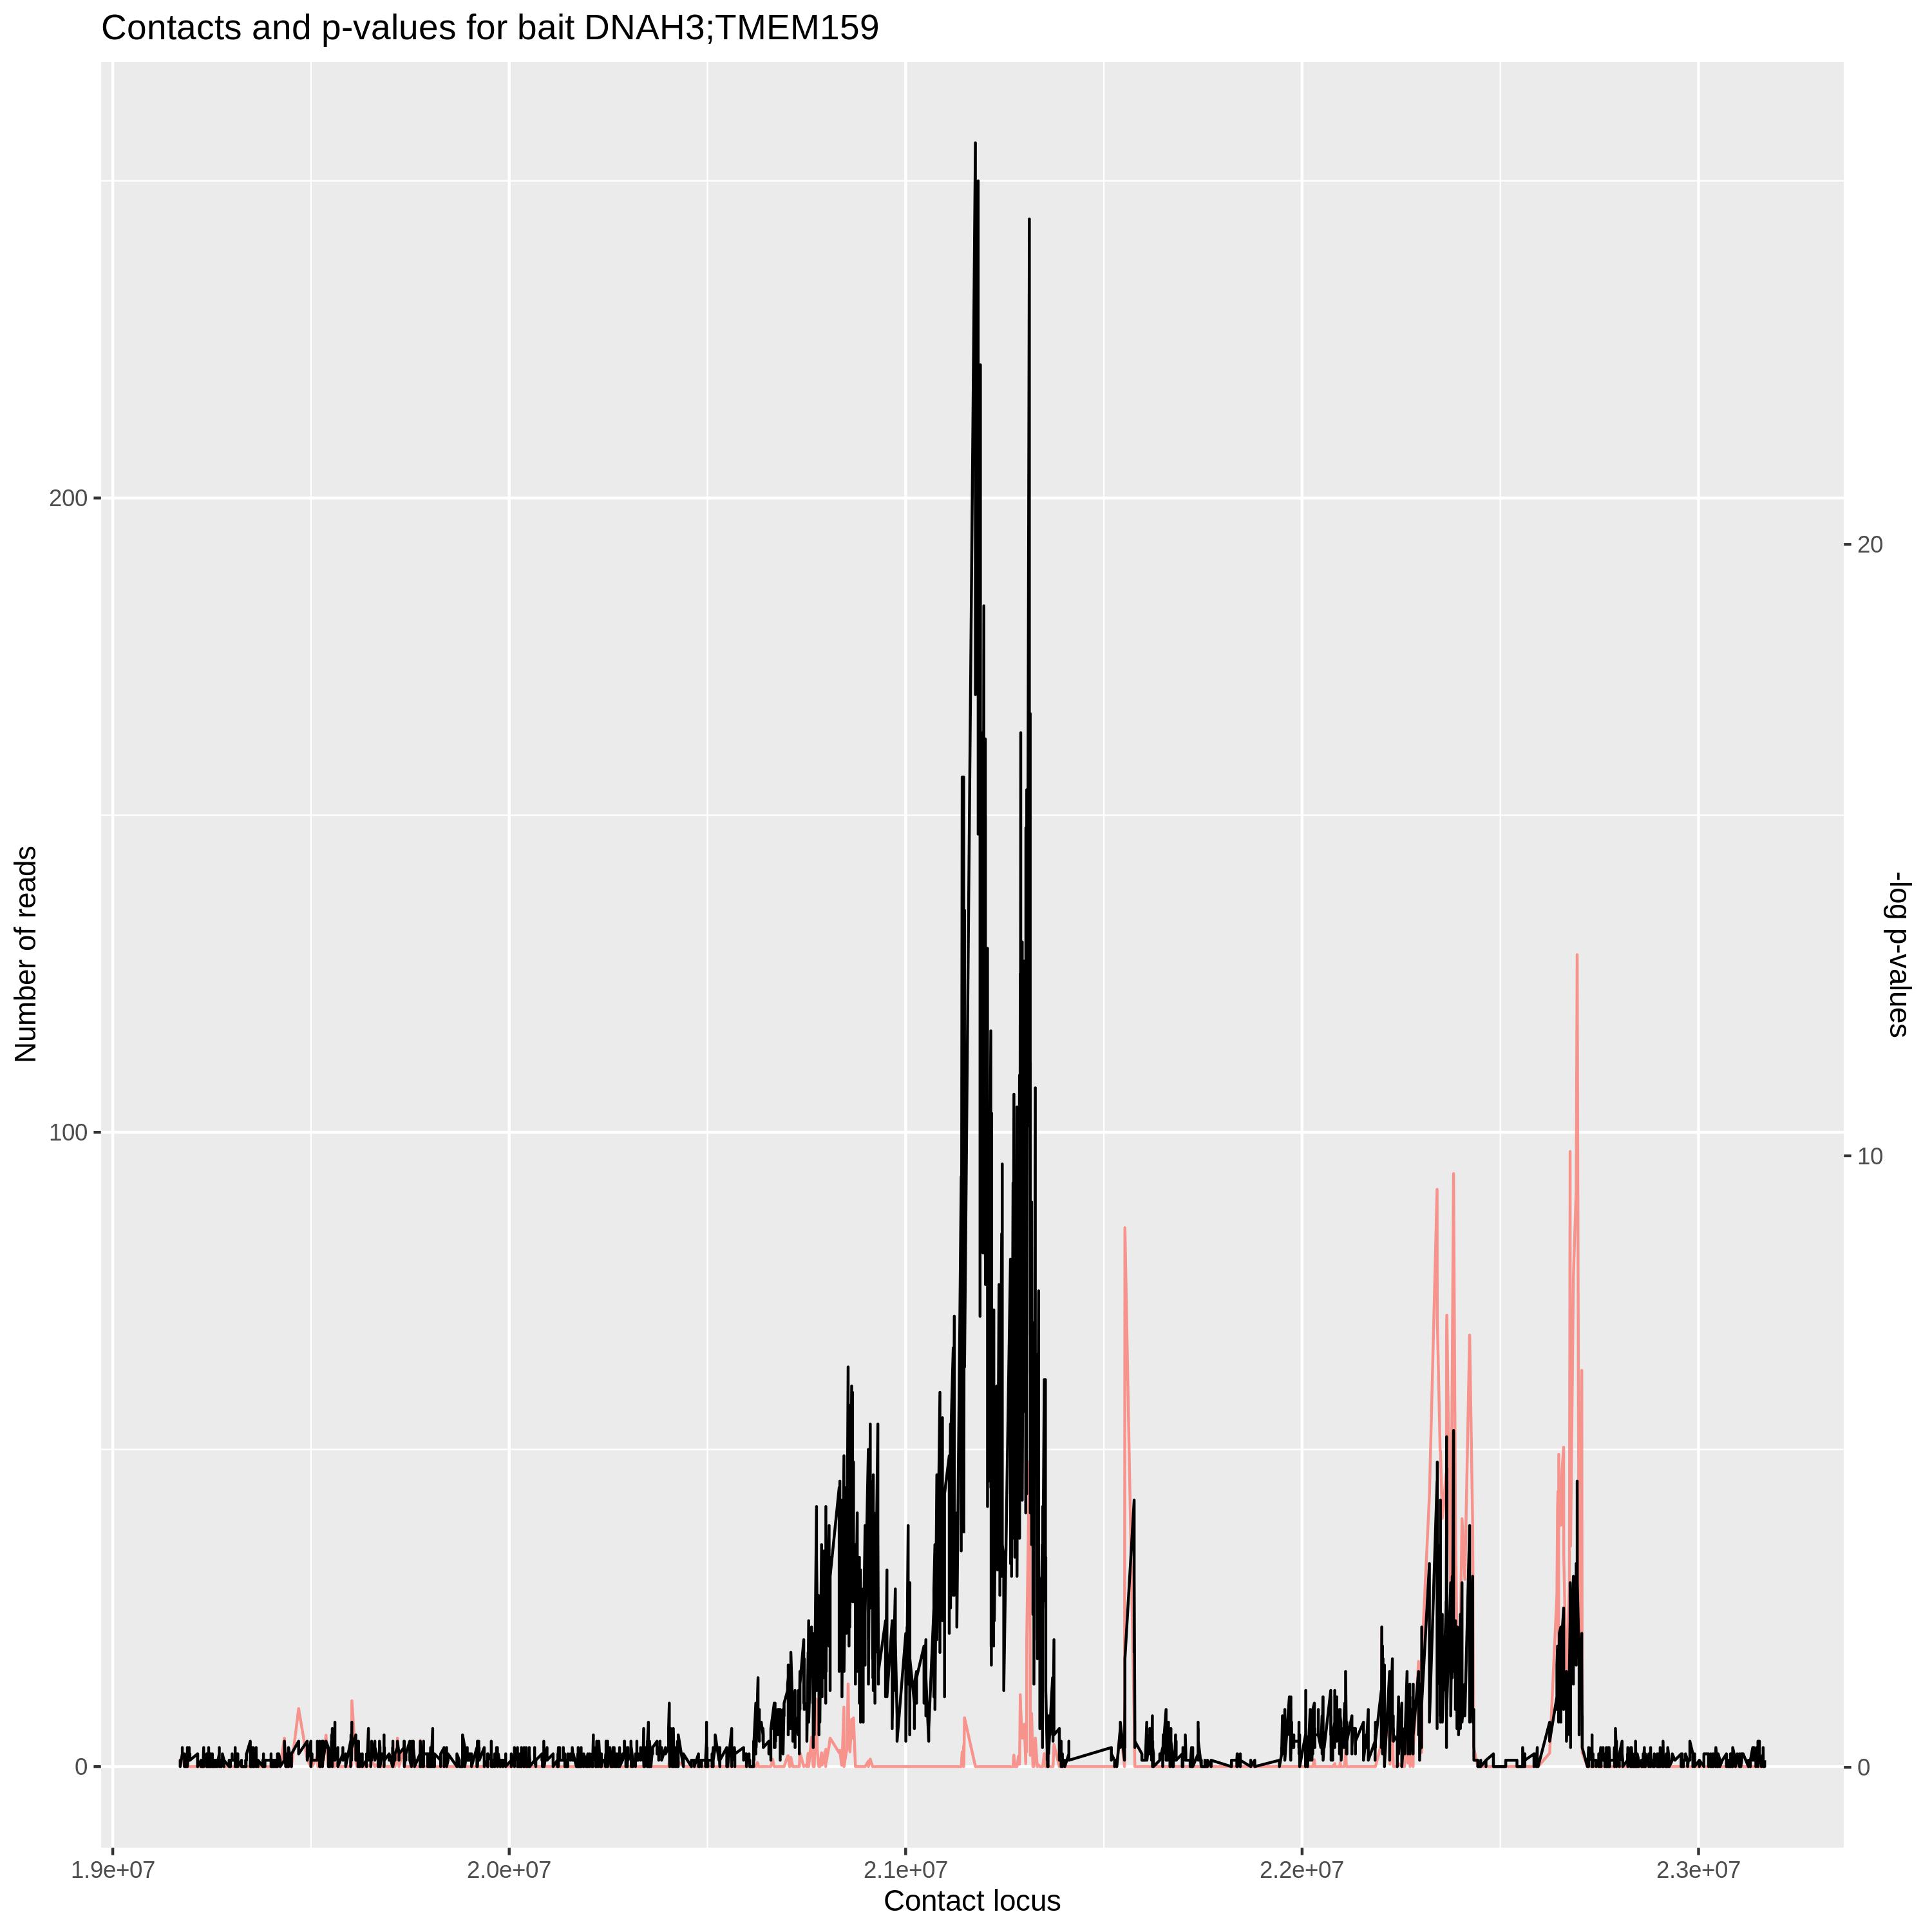 Contacts and p-values for bait DNAH3;TMEM159
Number of reads
200
100
0
20
10
0
-log p-values
1.9e+07 2.0e+07 2.1e+07 2.2e+07 2.3e+07
Contact locus